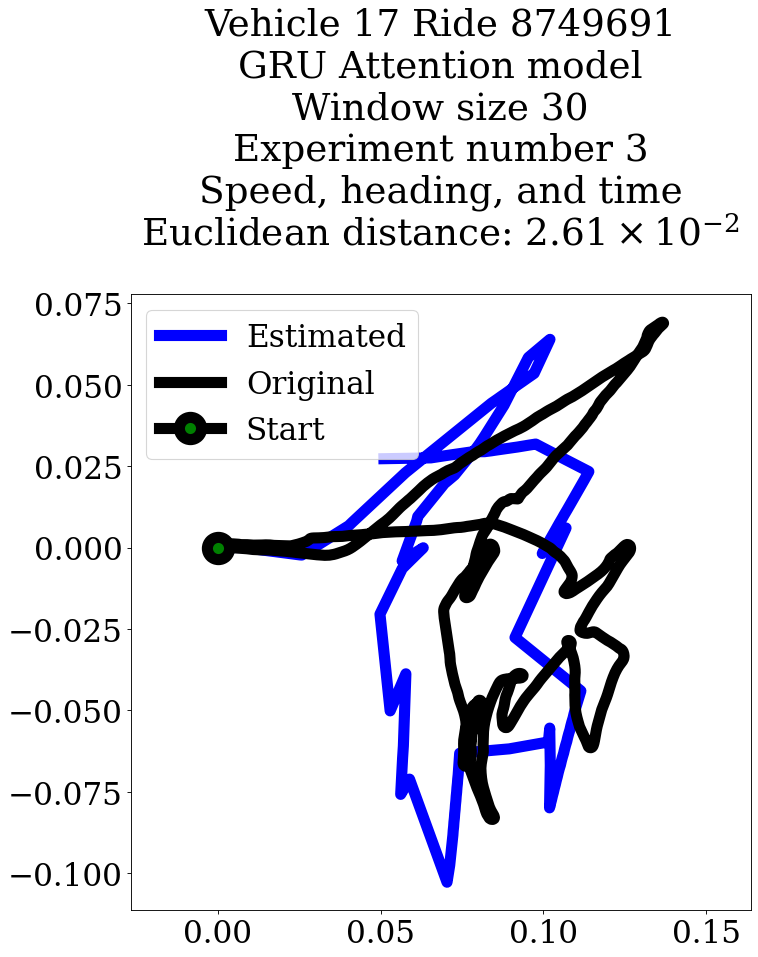 Vehicle 17 Ride 8749691
GRU Attention model
Window size 30
Experiment number 3
Speed, heading, and time
Euclidean distance: 2.61 × 10⁻²
0.075
0.050
0.025
0.000
−0.025
−0.050
−0.075
−0.100
Estimated
Original
Start
0.00 0.05 0.10 0.15